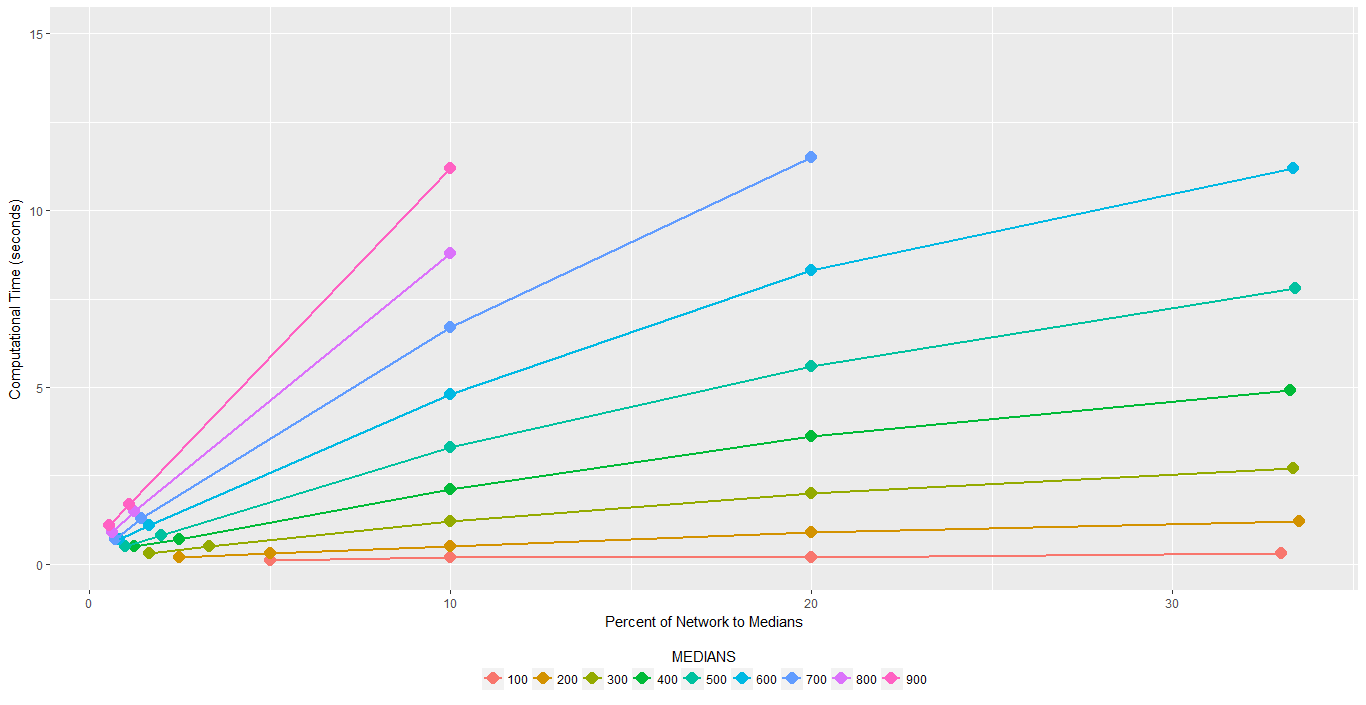 15
10
5
0
Computational Time (seconds)
0 10 20 30
Percent of Network to Medians
MEDIANS
100 200 300 400 500 600 700 800 900